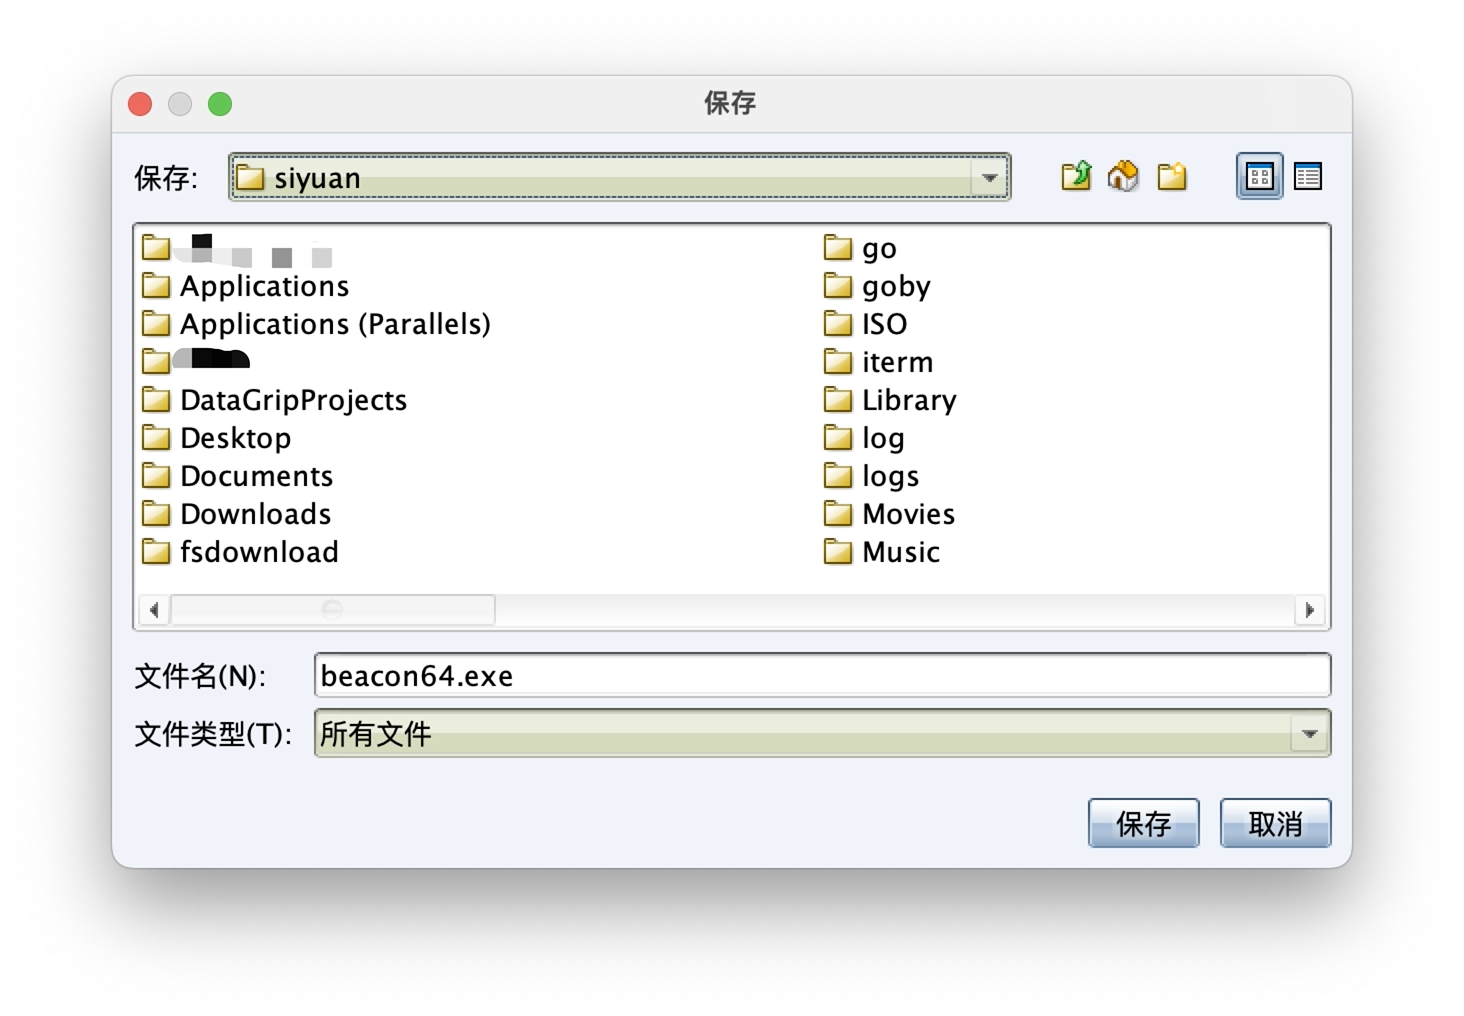 保存
保存: siyuan
Applications
Applications (Parallels)
DataGripProjects
Desktop
Documents
Downloads
fsdownload
go
goby
ISO
iterm
Library
log
logs
Movies
Music
文件名(N): beacon64.exe
文件类型(T): 所有文件
保存 取消